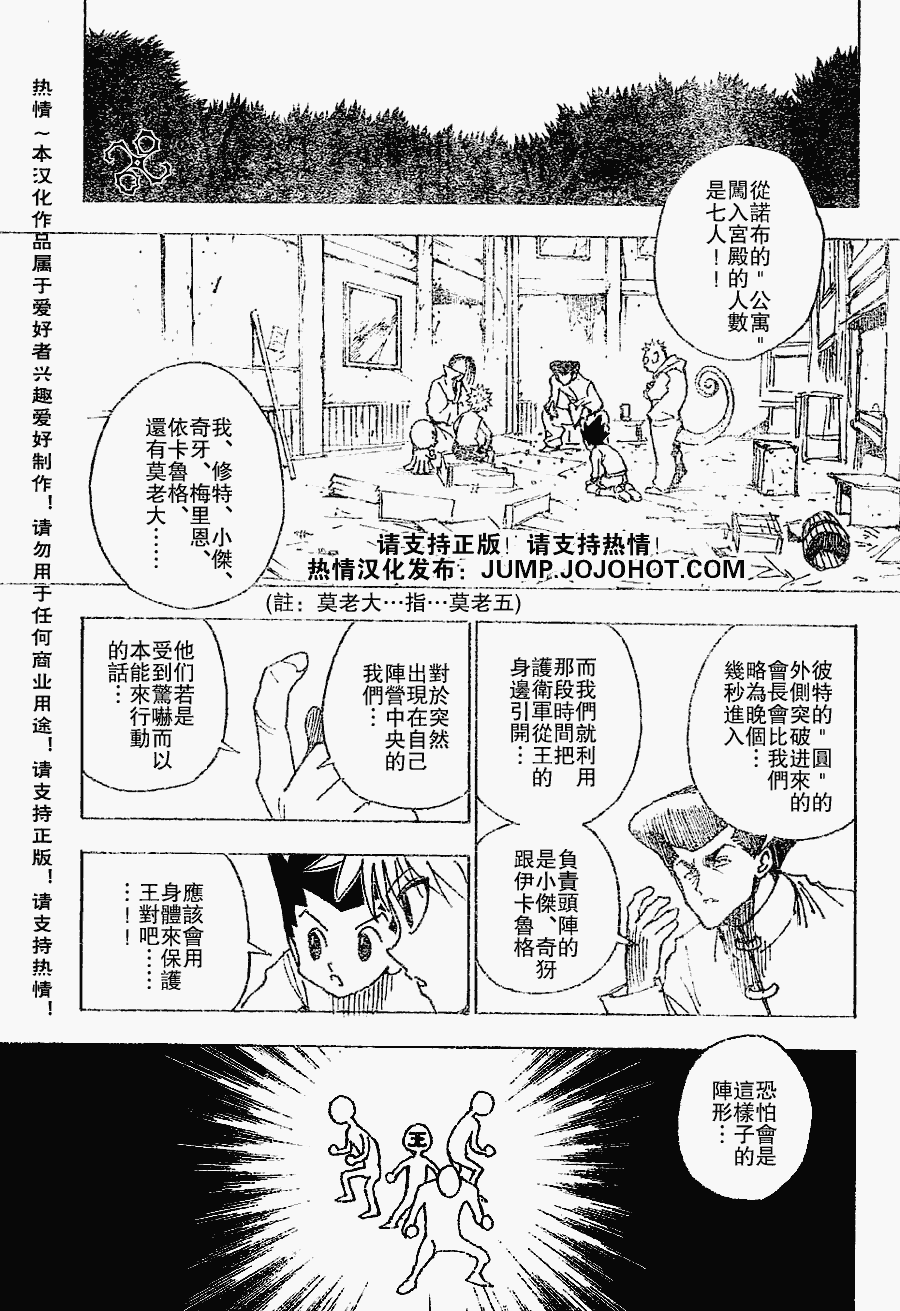 從諾布的"公寓"
闖入宮殿的人數
是七人！！
我、修特、小傑、
奇牙、梅里恩、
依卡魯格、
還有莫老大……
请支持正版！请支持热情！
热情汉化发布：JUMP.JOJOHOT.COM
(註：莫老大…指…莫老五)
彼特的"圓"的
外側突破进來的
會長會比我們
略為晚個…
幾秒進入
而我們就利用
那段時間把
護衛軍從王的
身邊引開…
負責頭陣的
是小傑、奇犽
跟伊卡魯格
對於突然
出現在自己
陣營中央的
我們…
他们若是
受到驚嚇而以
本能來行動
的話…
應該會用
身體來保護
王對吧……
…！！
恐怕會是
這樣子的
陣形…
王
热情~本汉化作品属于爱好者兴趣爱好制作！请勿用于任何商业用途！请支持正版！请支持热情！